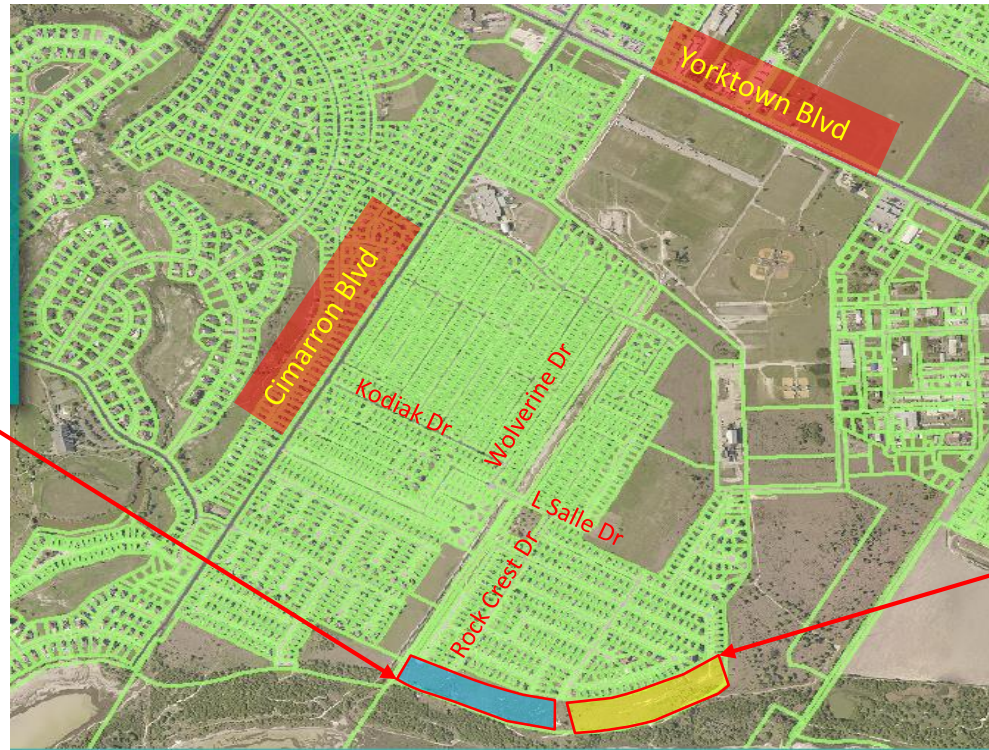 Yorktown Blvd
Cimarron Blvd
Kodiak Dr
Wolverine Dr
L Salle Dr
Rock Crest Dr